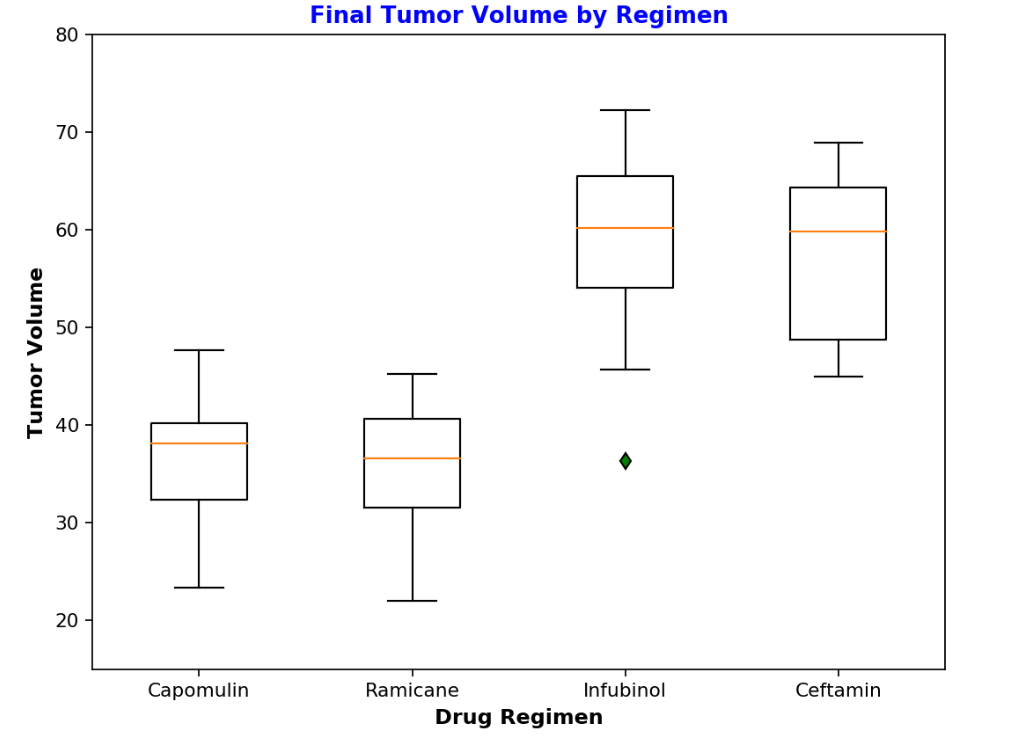 Final Tumor Volume by Regimen
80
70
60
50
40
30
20
Tumor Volume
Capomulin Ramicane Infubinol Ceftamin
Drug Regimen